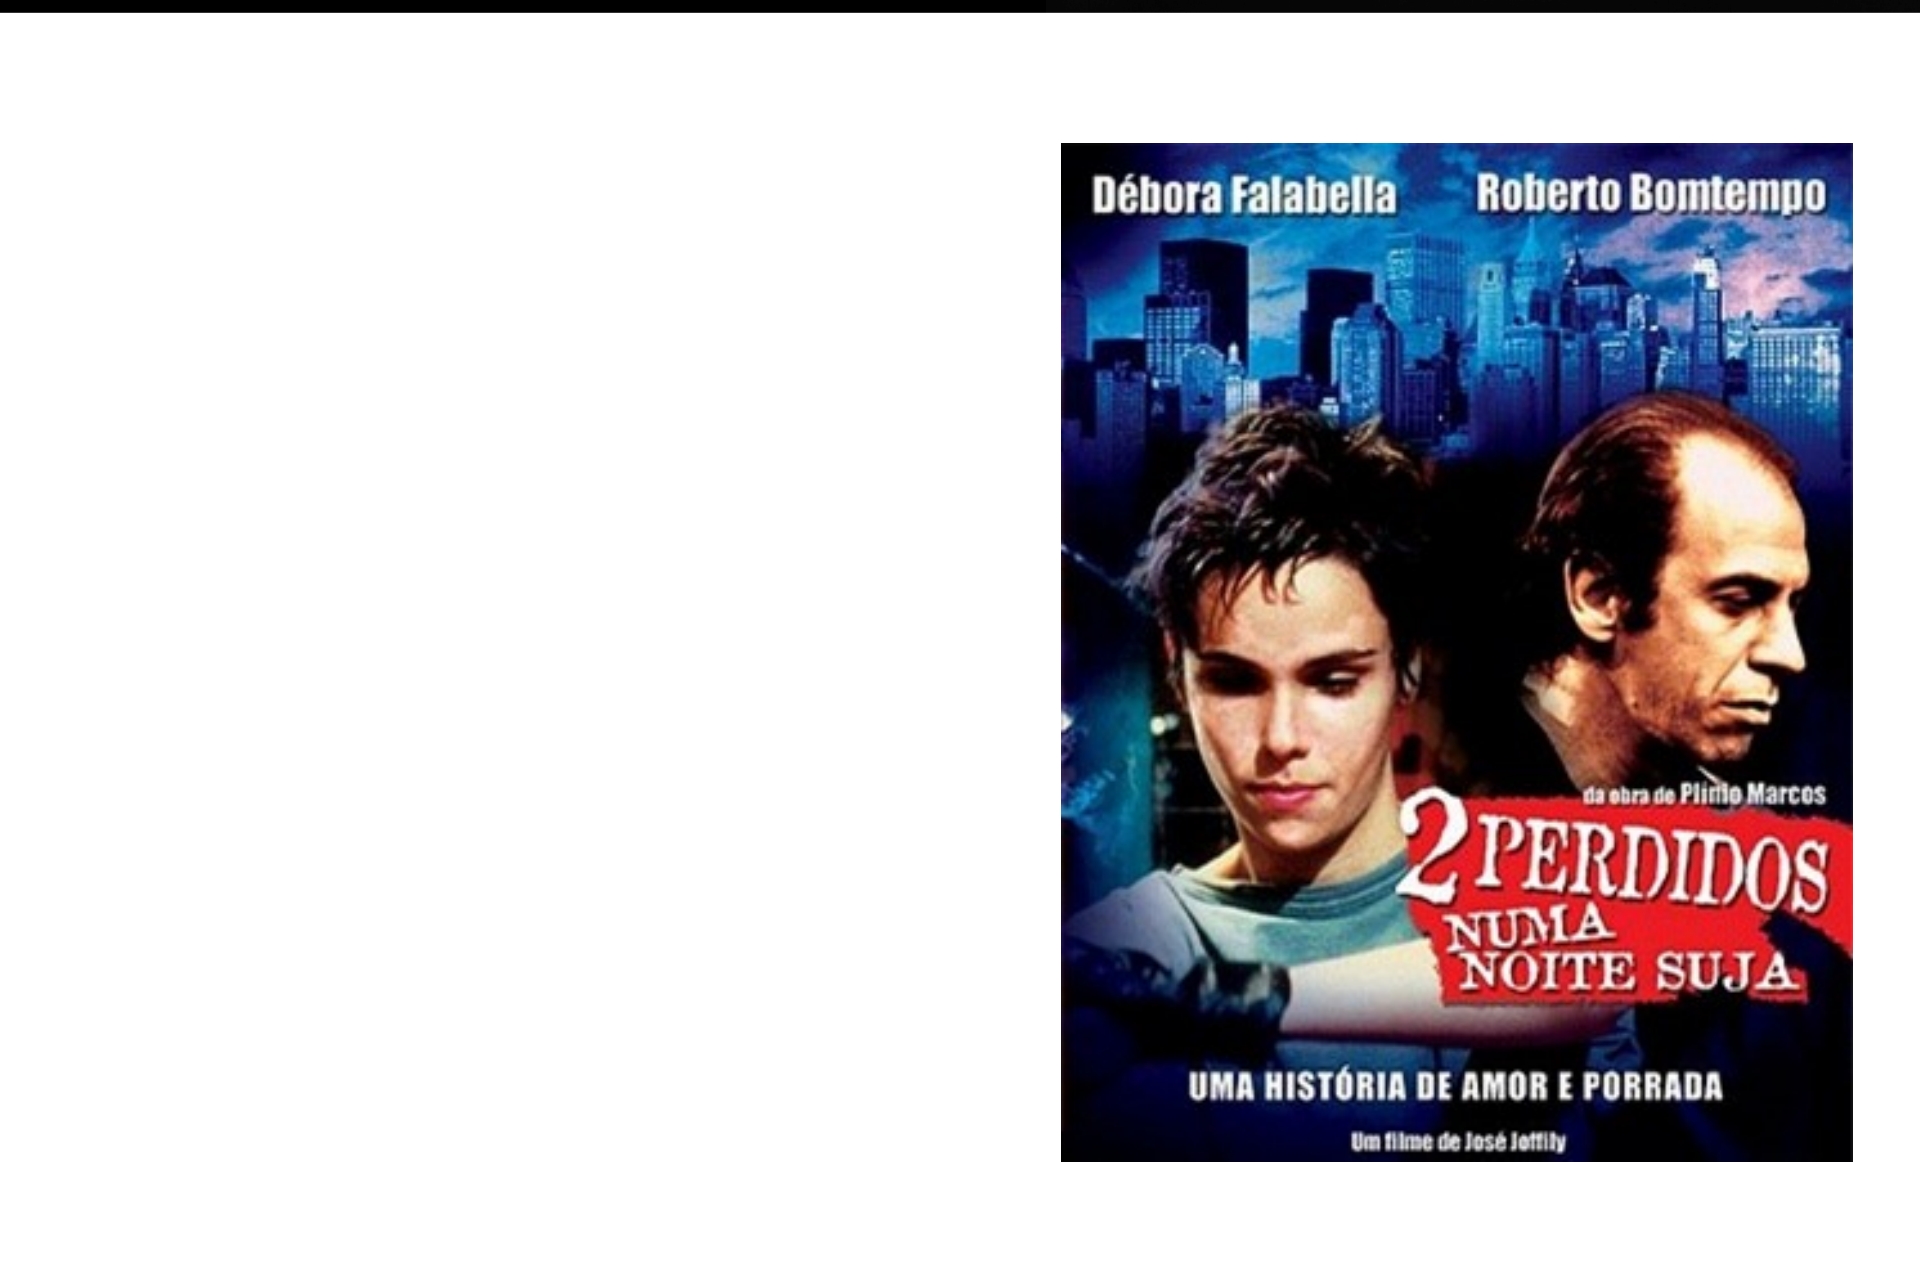 Débora Falabella
Roberto Bomtempo
da obra de Plínio Marcos
2 PERDIDOS
NUMA
NOITE SUJA
UMA HISTÓRIA DE AMOR E PORRADA
Um filme de José Joffily